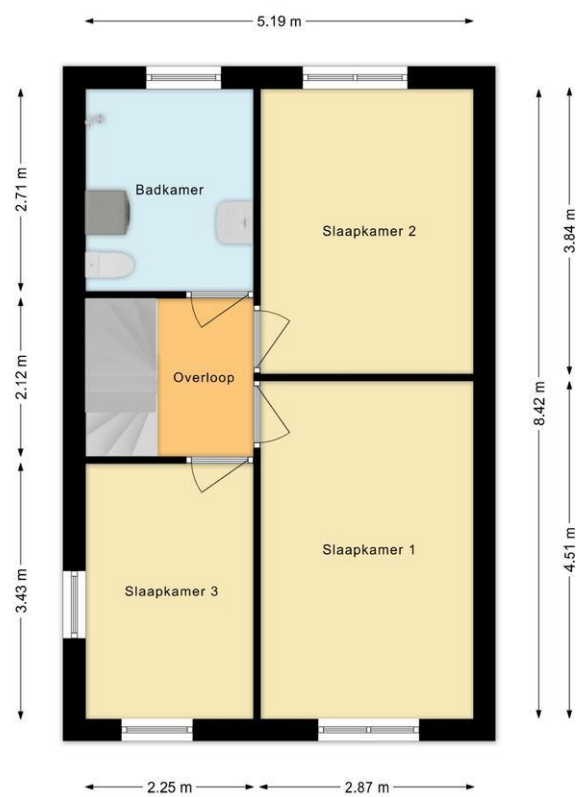 5.19 m
Badkamer
2.71 m
Slaapkamer 2
3.84 m
2.12 m
Overloop
8.42 m
Slaapkamer 1
4.51 m
3.43 m
Slaapkamer 3
2.25 m
2.87 m